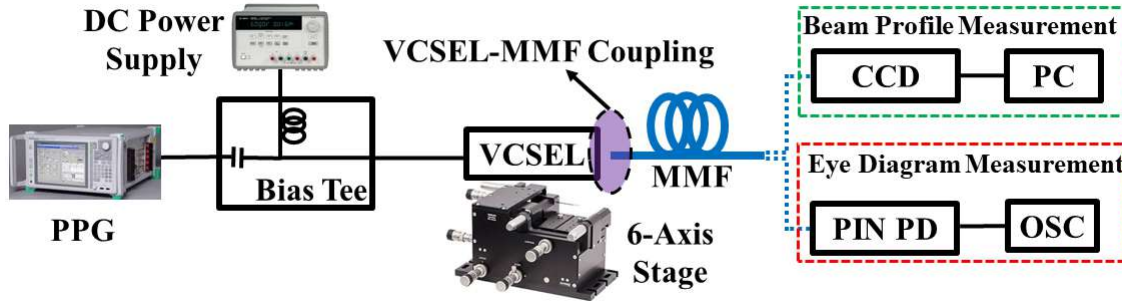 DC Power
Supply
PPG
Bias Tee
VCSEL-MMF Coupling
VCSEL
MMF
6-Axis
Stage
Beam Profile Measurement
CCD
PC
Eye Diagram Measurement
PIN PD
OSC